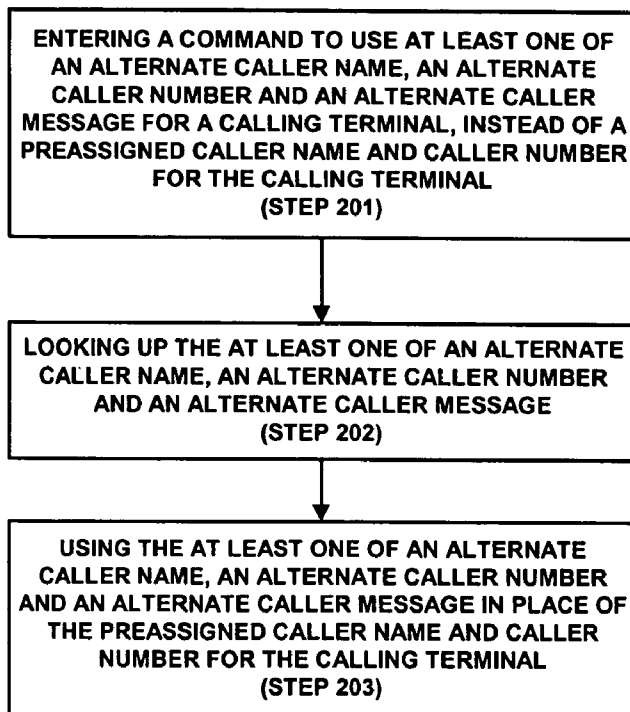 ENTERING A COMMAND TO USE AT LEAST ONE OF
AN ALTERNATE CALLER NAME, AN ALTERNATE
CALLER NUMBER AND AN ALTERNATE CALLER
MESSAGE FOR A CALLING TERMINAL, INSTEAD OF A
PREASSIGNED CALLER NAME AND CALLER NUMBER
FOR THE CALLING TERMINAL
(STEP 201)
LOOKING UP THE AT LEAST ONE OF AN ALTERNATE
CALLER NAME, AN ALTERNATE CALLER NUMBER
AND AN ALTERNATE CALLER MESSAGE
(STEP 202)
USING THE AT LEAST ONE OF AN ALTERNATE
CALLER NAME, AN ALTERNATE CALLER NUMBER
AND AN ALTERNATE CALLER MESSAGE IN PLACE OF
THE PREASSIGNED CALLER NAME AND CALLER
NUMBER FOR THE CALLING TERMINAL
(STEP 203)